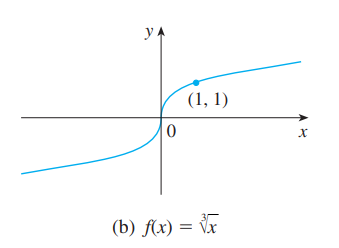 y
(1, 1)
0
x
(b) f(x) = ∛x